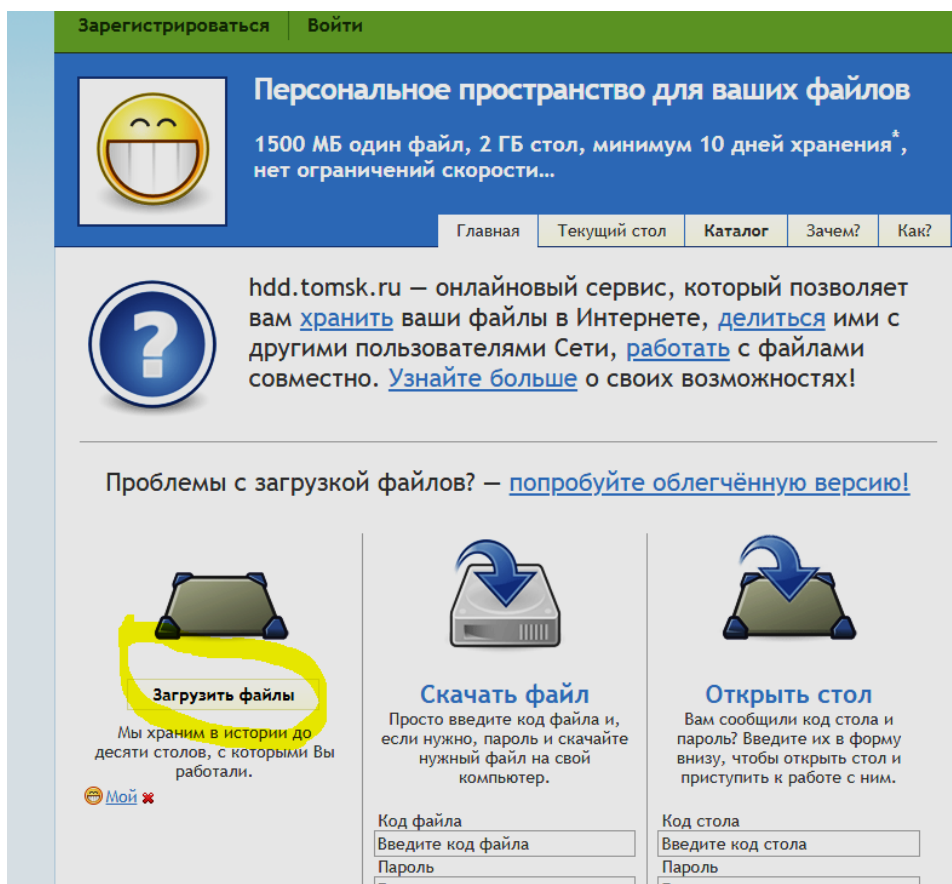 Зарегистрироваться Войти
Персональное пространство для ваших файлов
1500 МБ один файл, 2 ГБ стол, минимум 10 дней хранения*,
нет ограничений скорости...
Главная Текущий стол Каталог Зачем? Как?
hdd.tomsk.ru — онлайновый сервис, который позволяет
вам хранить ваши файлы в Интернете, делиться ими с
другими пользователями Сети, работать с файлами
совместно. Узнайте больше о своих возможностях!
Проблемы с загрузкой файлов? — попробуйте облегчённую версию!
Загрузить файлы
Мы храним в истории до
десяти столов, с которыми Вы
работали.
Мой
Скачать файл
Просто введите код файла и,
если нужно, пароль и скачайте
нужный файл на свой
компьютер.
Код файла
Введите код файла
Пароль
Открыть стол
Вам сообщили код стола и
пароль? Введите их в форму
внизу, чтобы открыть стол и
приступить к работе с ним.
Код стола
Введите код стола
Пароль